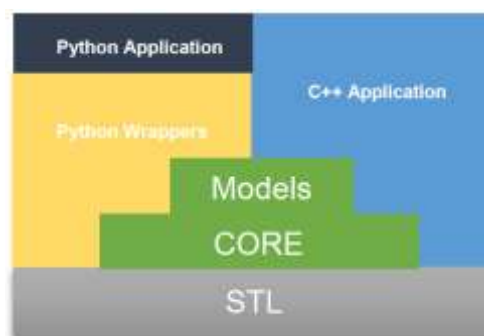 Python Application
C++ Application
Python Wrappers
Models
CORE
STL